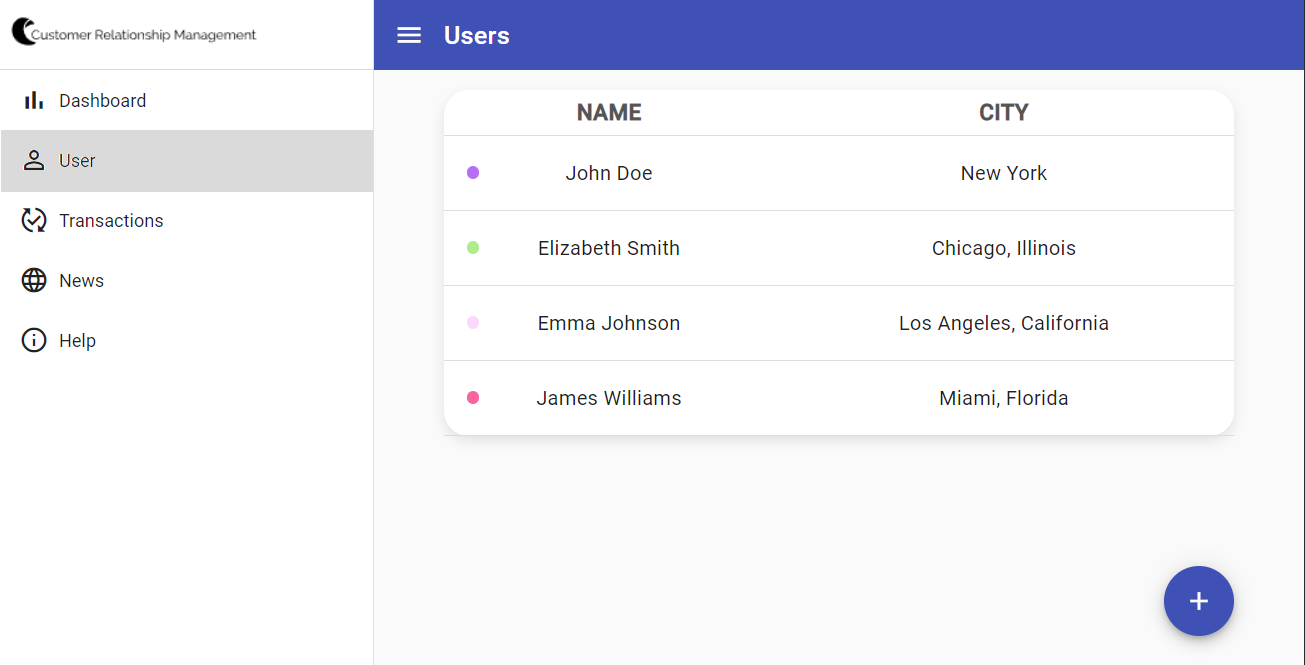 Customer Relationship Management
Users
Dashboard
User
Transactions
News
Help
NAME CITY
John Doe New York
Elizabeth Smith Chicago, Illinois
Emma Johnson Los Angeles, California
James Williams Miami, Florida
+